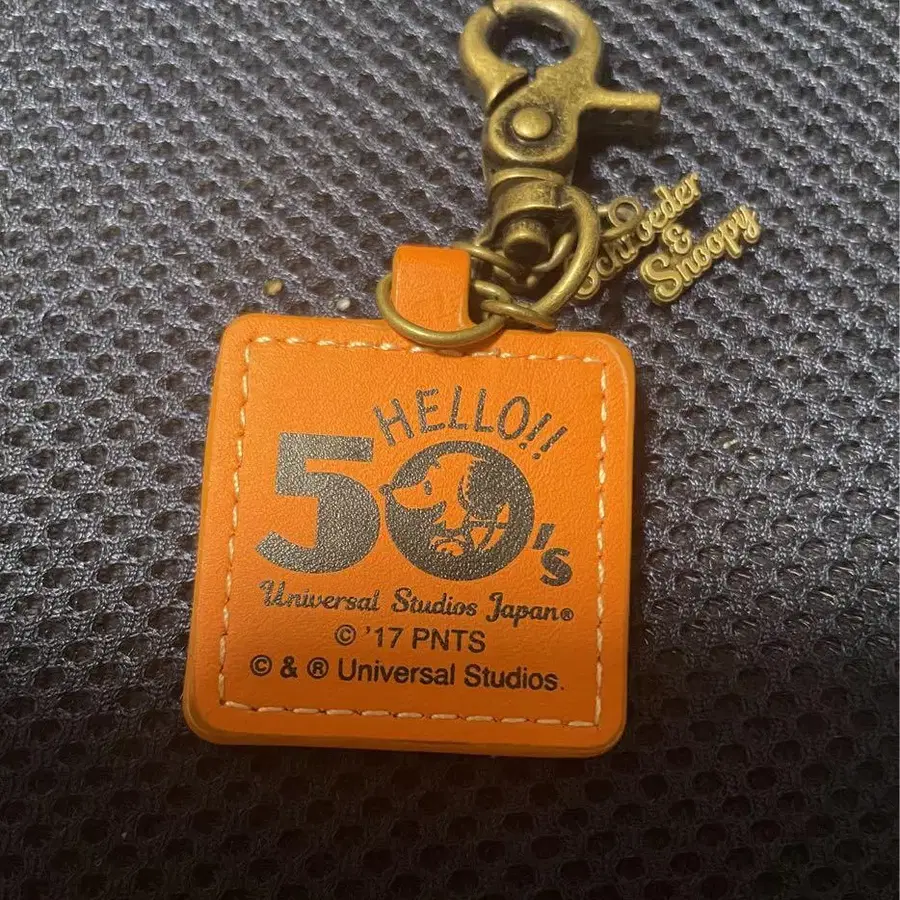 Schroeder
&
Snoopy
HELLO!!
50's
Universal Studios Japan®
© '17 PNTS
© & ® Universal Studios.